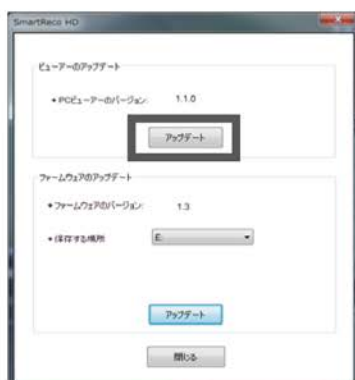 SmartReco HD
ビューアーのアップデート
• PCビューアーのバージョン: 1.1.0
アップデート
ファームウェアのアップデート
• ファームウェアのバージョン: 1.3
• 保存する場所 E:
アップデート
閉じる